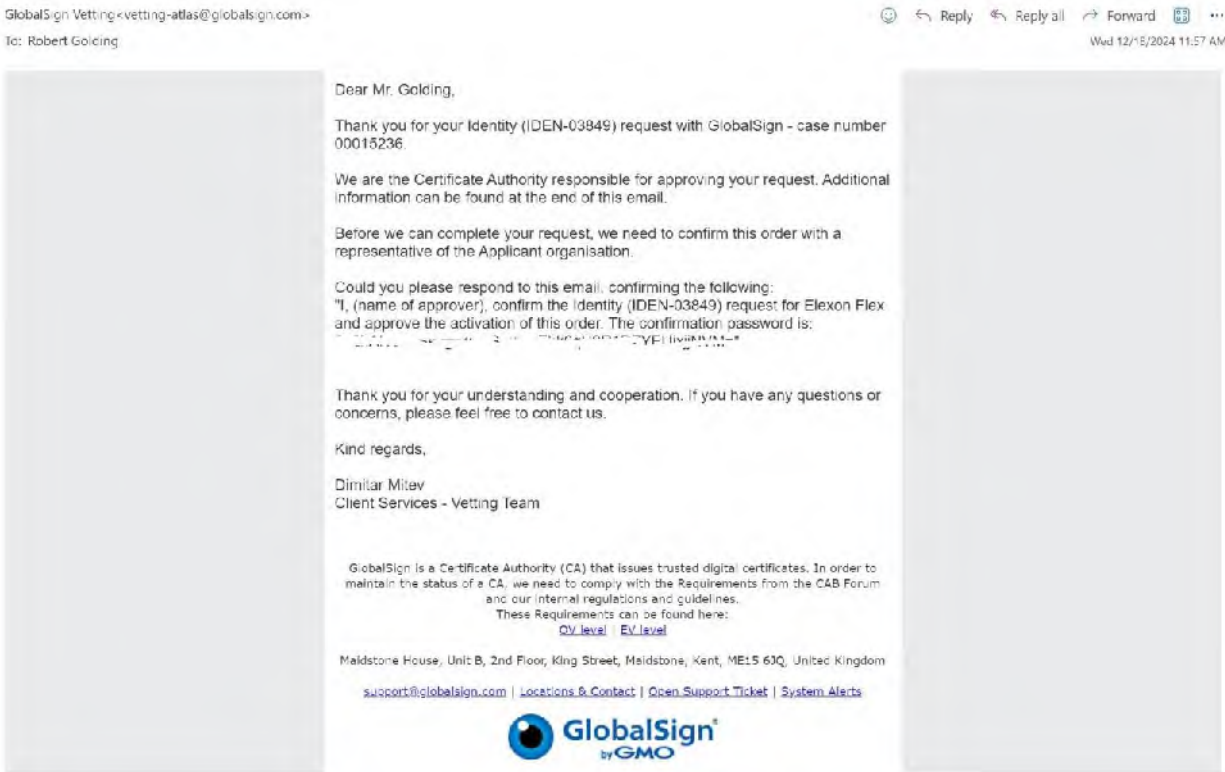 GlobalSign Vetting<vetting-atlas@globalsign.com>
Reply Reply all Forward
To: Robert Golding
Wed 12/18/2024 11:57 AM
Dear Mr. Golding,
Thank you for your Identity (IDEN-03849) request with GlobalSign - case number
00015236.
We are the Certificate Authority responsible for approving your request. Additional
information can be found at the end of this email.
Before we can complete your request, we need to confirm this order with a
representative of the Applicant organisation.
Could you please respond to this email, confirming the following:
"I, (name of approver), confirm the Identity (IDEN-03849) request for Elexon Flex
and approve the activation of this order. The confirmation password is:
Thank you for your understanding and cooperation. If you have any questions or
concerns, please feel free to contact us.
Kind regards,
Dimitar Mitev
Client Services - Vetting Team
GlobalSign is a Certificate Authority (CA) that issues trusted digital certificates. In order to
maintain the status of a CA, we need to comply with the Requirements from the CAB Forum
and our internal regulations and guidelines.
These Requirements can be found here:
OV level | EV level
Maidstone House, Unit B, 2nd Floor, King Street, Maidstone, Kent, ME15 6JQ, United Kingdom
support@globalsign.com | Locations & Contact | Open Support Ticket | System Alerts
GlobalSign®
by GMO